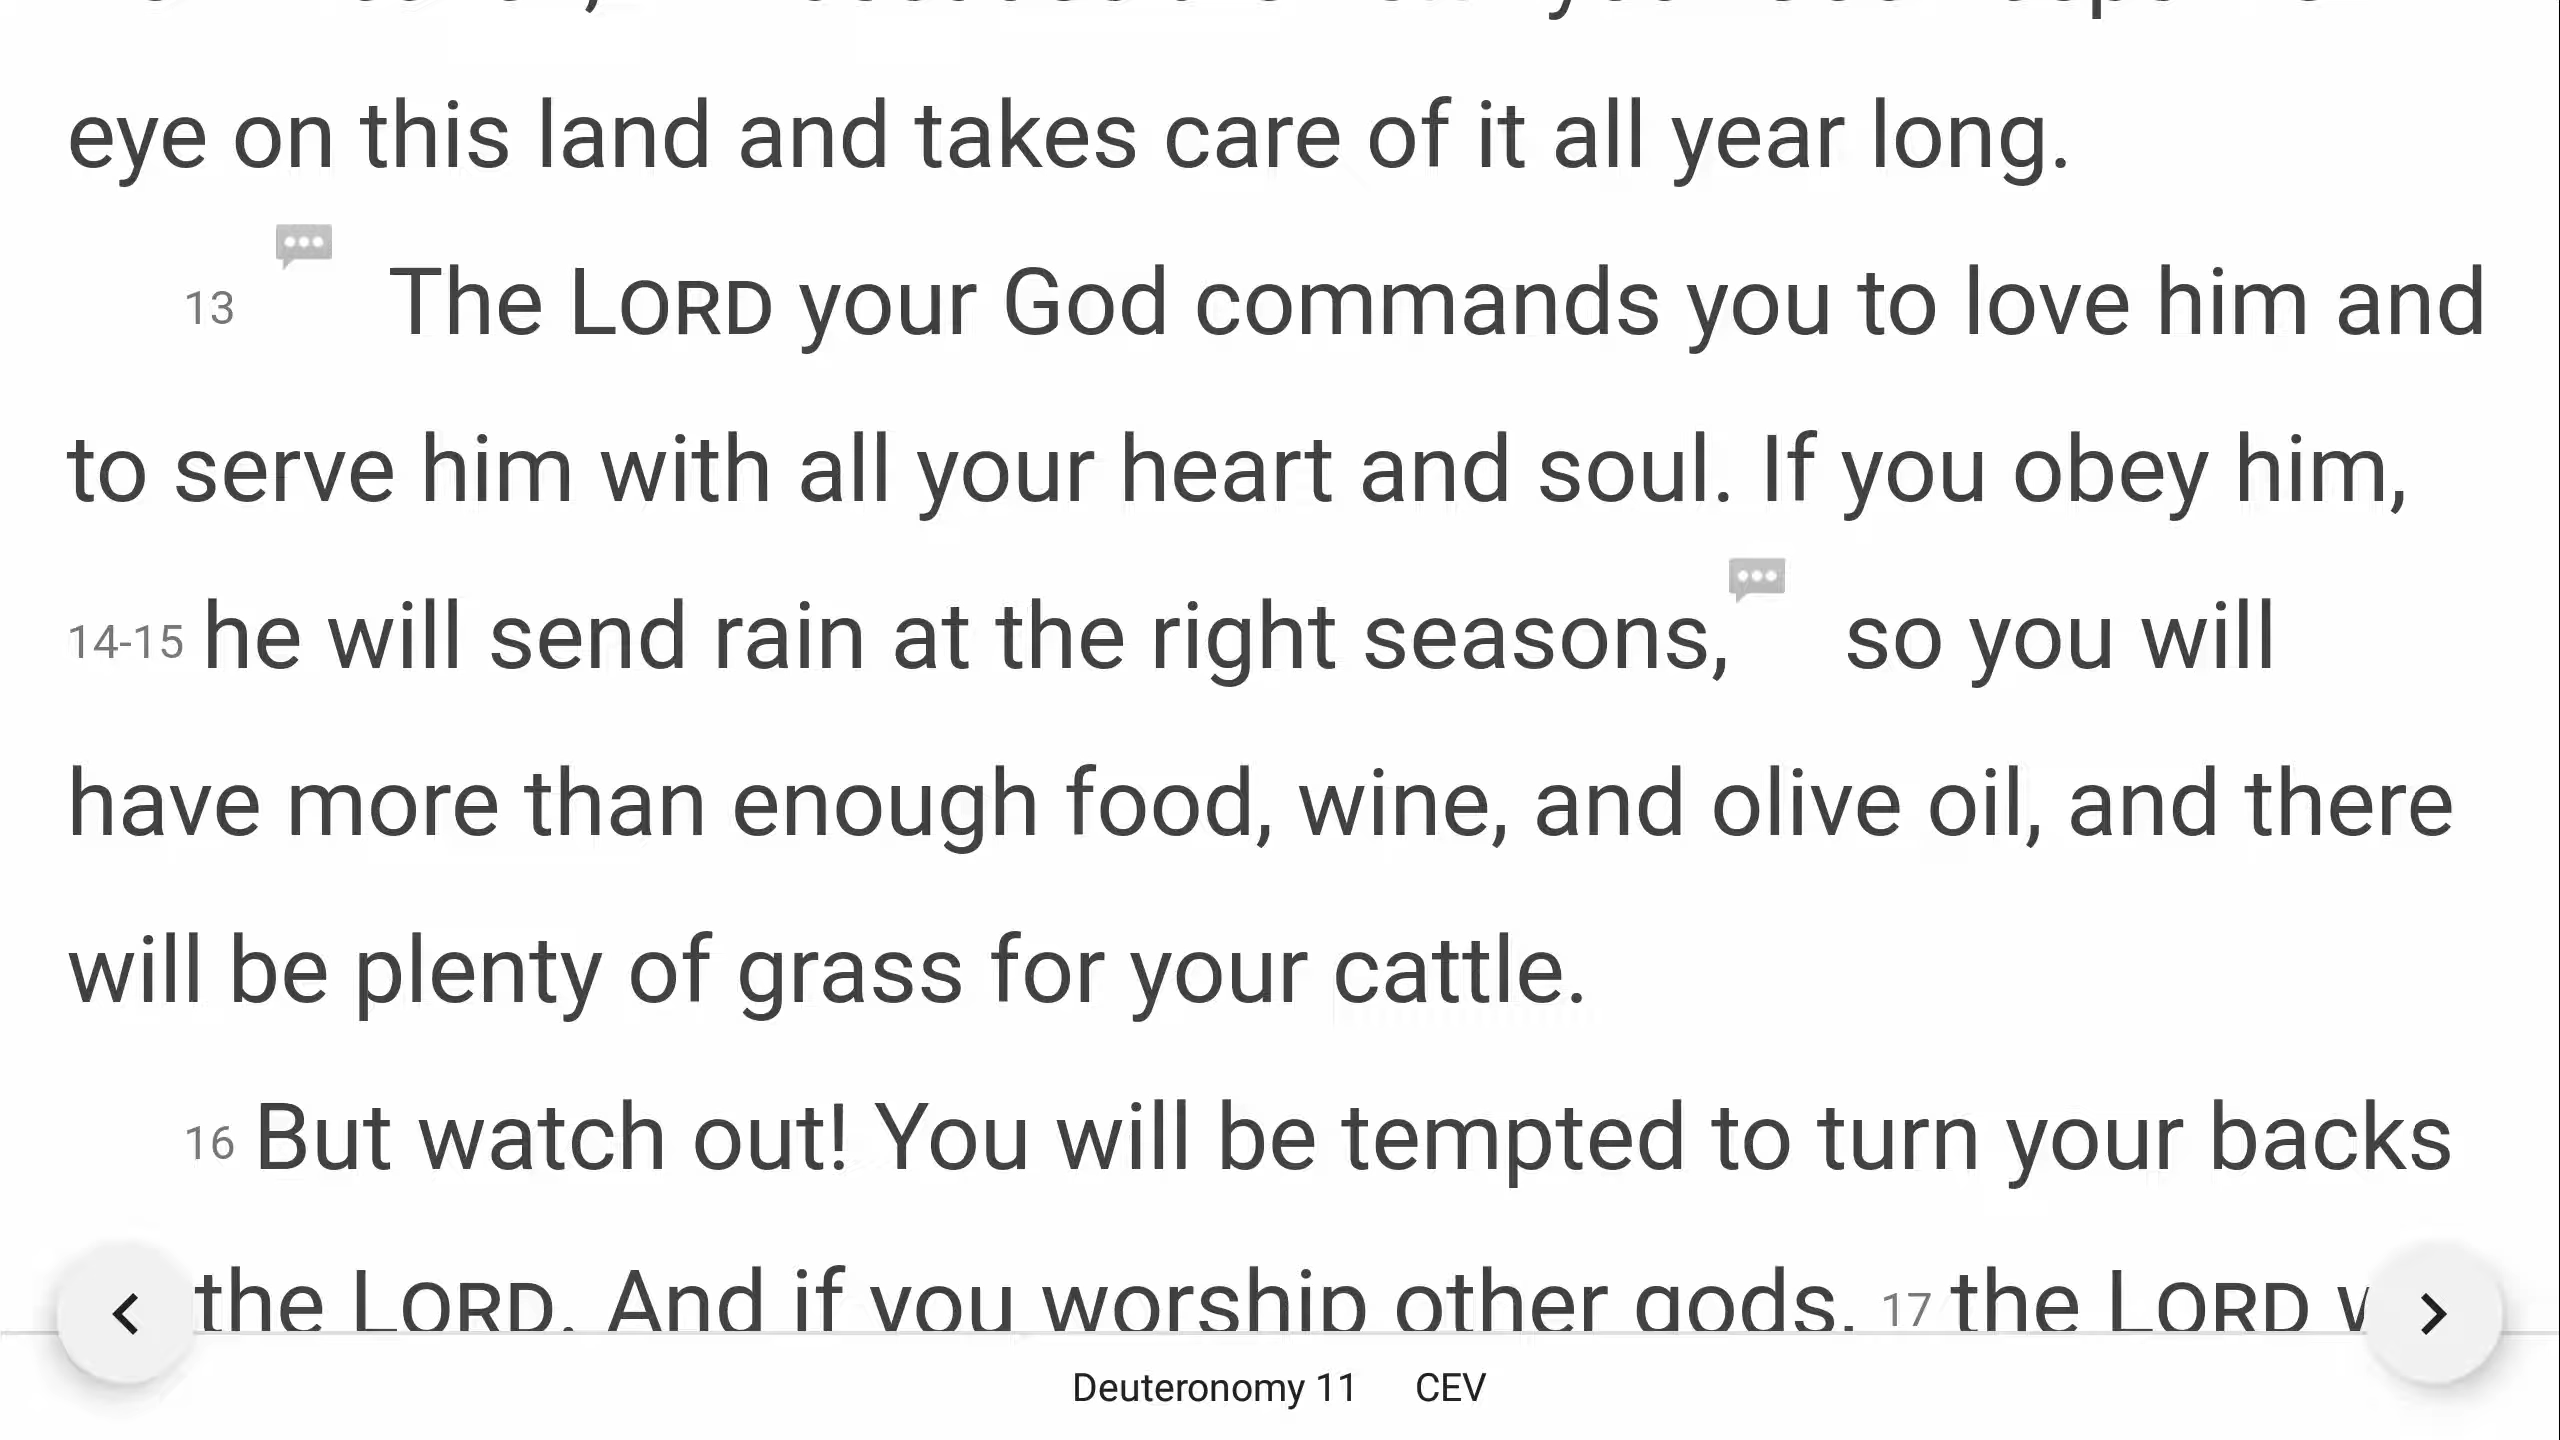 eye on this land and takes care of it all year long.
13 The LORD your God commands you to love him and
to serve him with all your heart and soul. If you obey him,
14-15 he will send rain at the right seasons, so you will
have more than enough food, wine, and olive oil, and there
will be plenty of grass for your cattle.
16 But watch out! You will be tempted to turn your backs
the LORD. And if you worship other gods, 17 the LORD
Deuteronomy 11 CEV